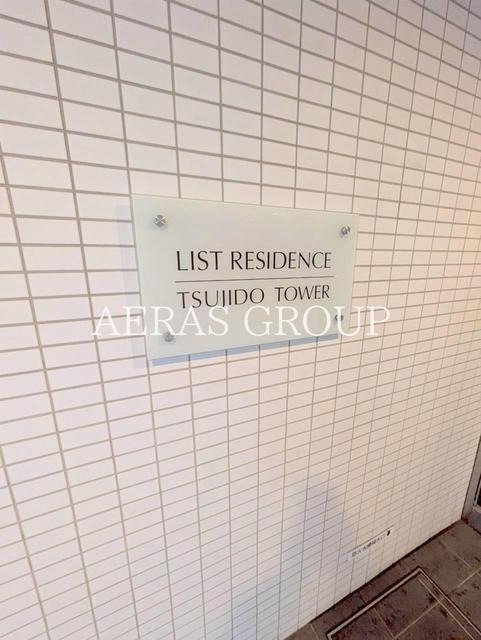 LIST RESIDENCE
TSUJIDO TOWER
AERAS GROUP